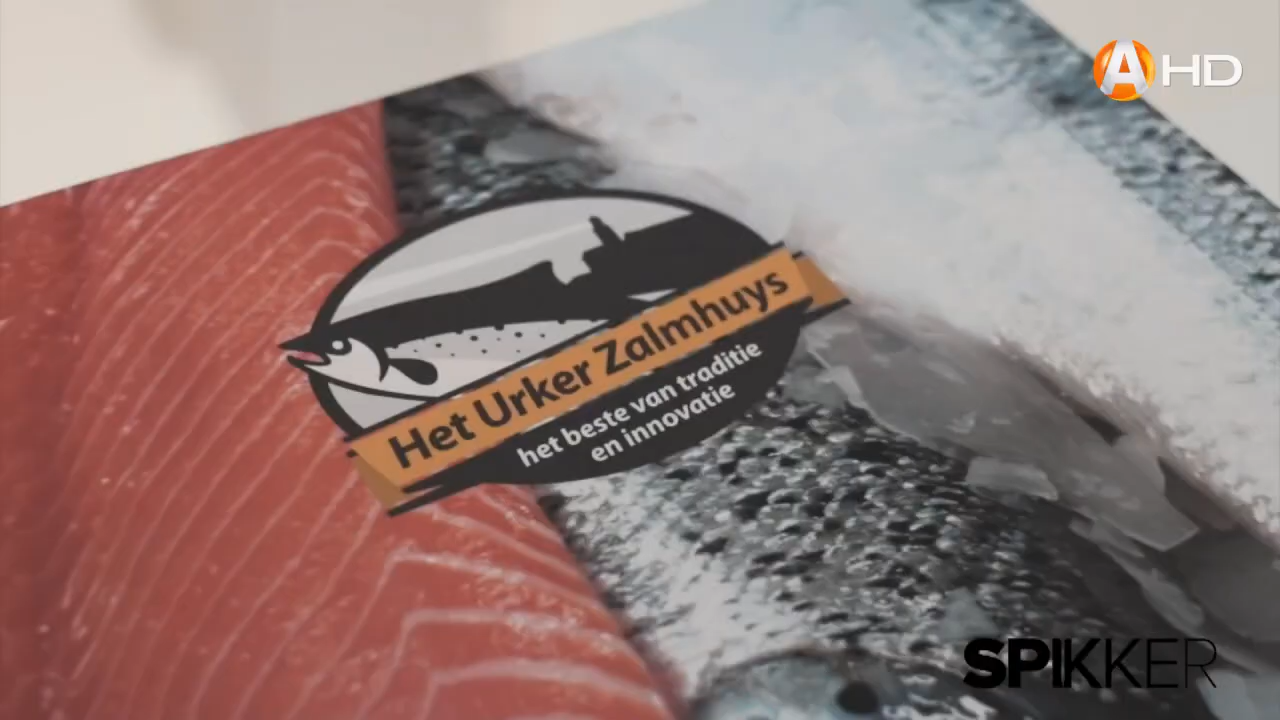 A HD
Het Urker Zalmhuys
het beste van traditie
en innovatie
SPIKKER